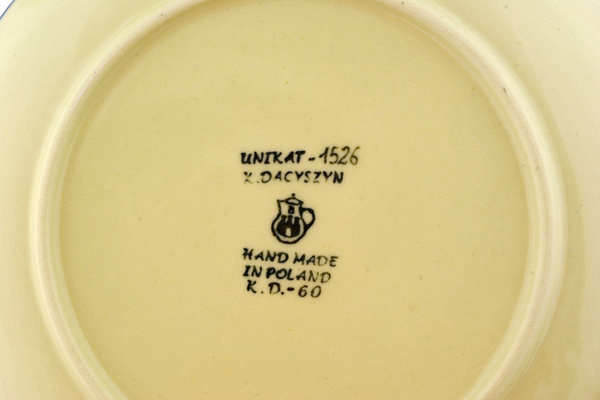 UNIKAT - 1526
K. DACYSZYN
B
HAND MADE
IN POLAND
K. D. - 60